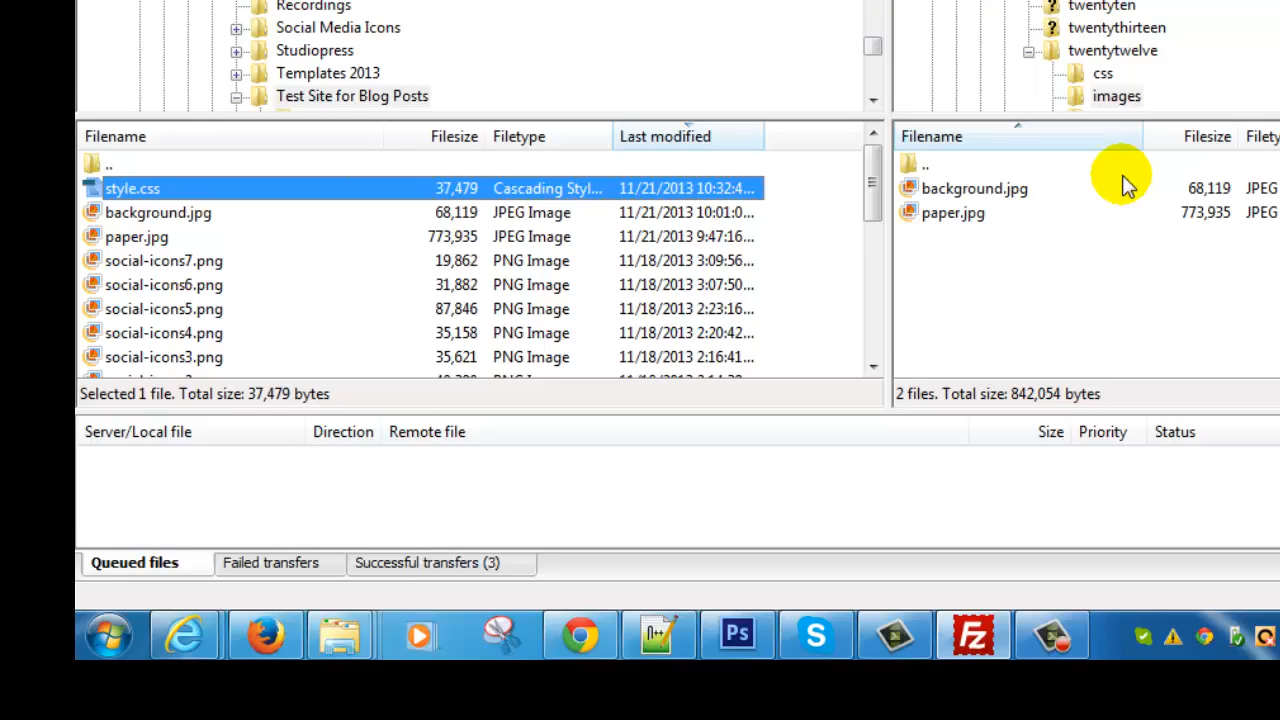 Recordings
Social Media Icons
Studiopress
Templates 2013
Test Site for Blog Posts
twentyten
twentythirteen
twentytwelve
css
images
Filename Filesize Filetype Last modified
..
style.css 37,479 Cascading Styl... 11/21/2013 10:32:4...
background.jpg 68,119 JPEG Image 11/21/2013 10:01:0...
paper.jpg 773,935 JPEG Image 11/21/2013 9:47:16...
social-icons7.png 19,862 PNG Image 11/18/2013 3:09:56...
social-icons6.png 31,882 PNG Image 11/18/2013 3:07:50...
social-icons5.png 87,846 PNG Image 11/18/2013 2:23:16...
social-icons4.png 35,158 PNG Image 11/18/2013 2:20:42...
social-icons3.png 35,621 PNG Image 11/18/2013 2:16:41...
Selected 1 file. Total size: 37,479 bytes
Filename Filesize Filety
..
background.jpg 68,119 JPEG
paper.jpg 773,935 JPEG
2 files. Total size: 842,054 bytes
Server/Local file Direction Remote file Size Priority Status
Queued files Failed transfers Successful transfers (3)
n++ Ps S Fz